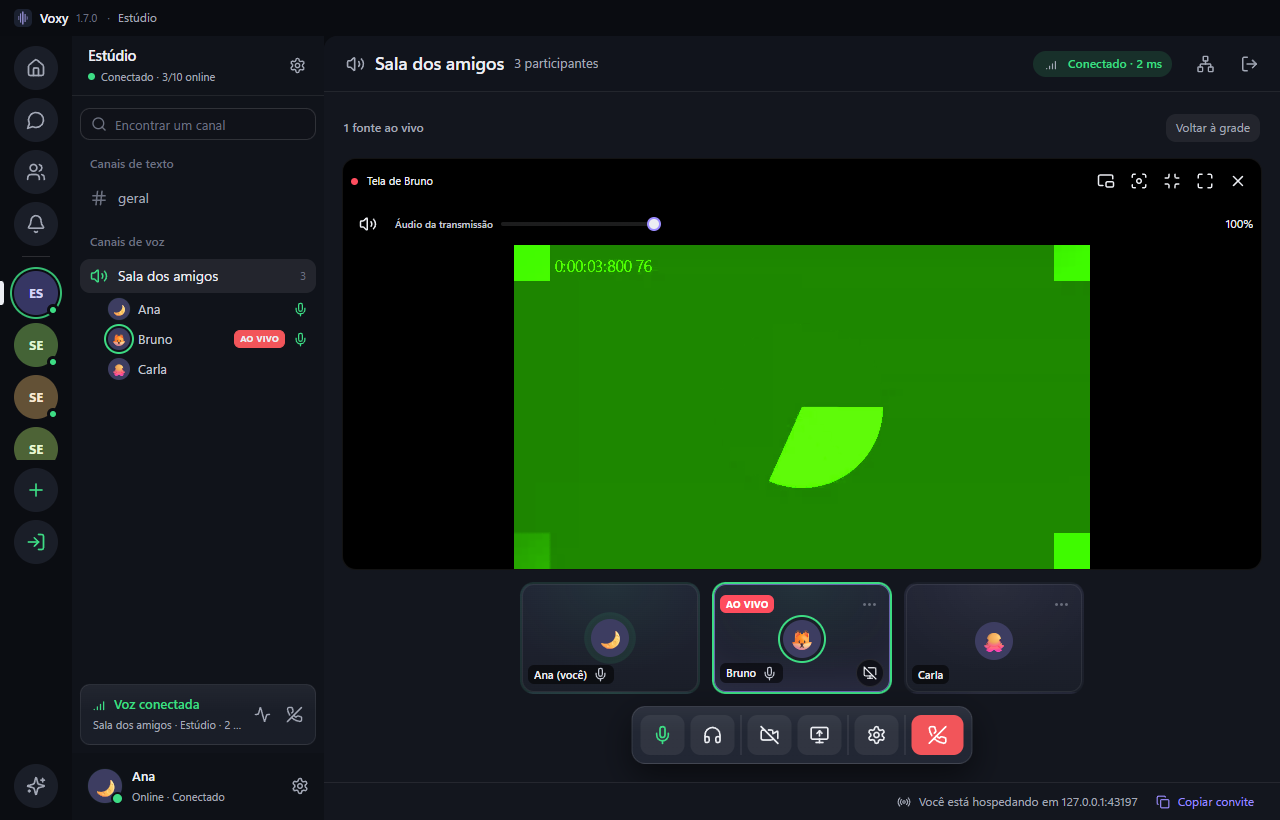 Voxy 1.7.0 · Estúdio
Estúdio
Conectado · 3/10 online
Sala dos amigos 3 participantes
Conectado · 2 ms
Encontrar um canal
1 fonte ao vivo
Voltar à grade
Canais de texto
geral
Tela de Bruno
Áudio da transmissão
100%
Canais de voz
Sala dos amigos 3
0:00:03:800 76
ES
Ana
Bruno AO VIVO
Carla
SE
SE
SE
AO VIVO
Ana (você)
Bruno
Carla
Voz conectada
Sala dos amigos · Estúdio · 2 ...
Ana
Online · Conectado
Você está hospedando em 127.0.0.1:43197
Copiar convite